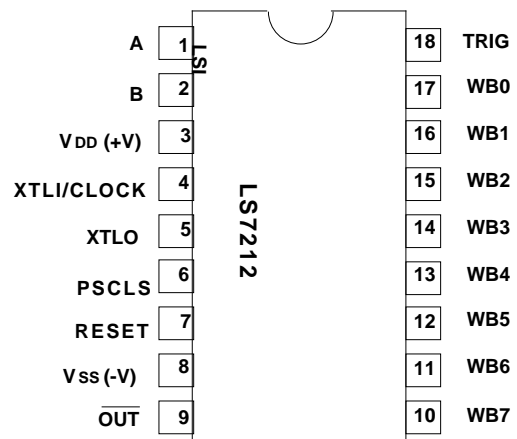 A 1 LSI 18 TRIG
B 2 17 WB0
VDD (+V) 3 16 WB1
XTLI/CLOCK 4 15 WB2
XTLO 5 14 WB3
PSCLS 6 13 WB4
RESET 7 12 WB5
VSS (-V) 8 11 WB6
OUT 9 10 WB7
LS7212